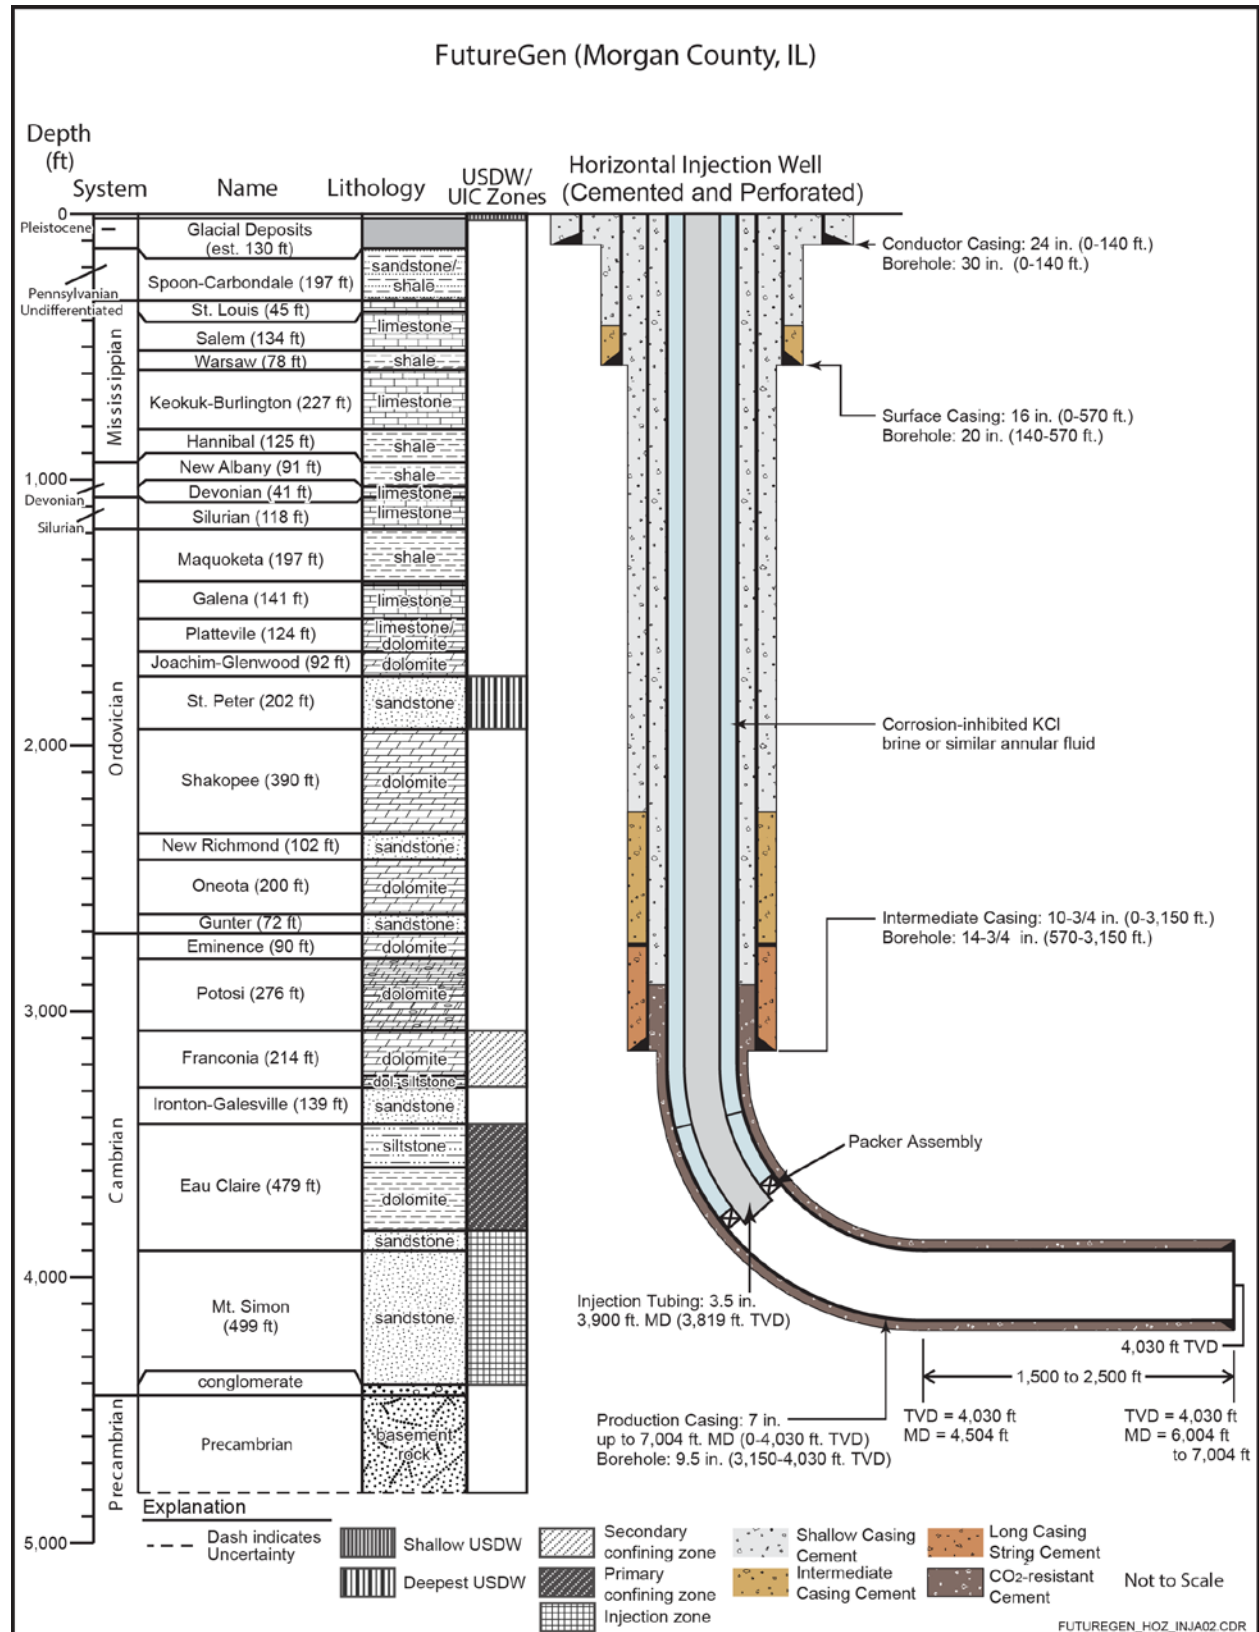 FutureGen (Morgan County, IL)
Depth
(ft)
System
Name
Lithology
USDW/
UIC Zones
Horizontal Injection Well
(Cemented and Perforated)
0
1,000
2,000
3,000
4,000
5,000
Pleistocene
Pennsylvanian
Undifferentiated
Mississippian
Devonian
Silurian
Ordovician
Cambrian
Precambrian
Glacial Deposits
(est. 130 ft)
Spoon-Carbondale (197 ft)
St. Louis (45 ft)
Salem (134 ft)
Warsaw (78 ft)
Keokuk-Burlington (227 ft)
Hannibal (125 ft)
New Albany (91 ft)
Devonian (41 ft)
Silurian (118 ft)
Maquoketa (197 ft)
Galena (141 ft)
Plattevile (124 ft)
Joachim-Glenwood (92 ft)
St. Peter (202 ft)
Shakopee (390 ft)
New Richmond (102 ft)
Oneota (200 ft)
Gunter (72 ft)
Eminence (90 ft)
Potosi (276 ft)
Franconia (214 ft)
Ironton-Galesville (139 ft)
Eau Claire (479 ft)
Mt. Simon
(499 ft)
conglomerate
Precambrian
sandstone/
shale
limestone
shale
limestone
shale
shale
limestone
limestone
shale
limestone
limestone/
dolomite
dolomite
sandstone
dolomite
sandstone
dolomite
sandstone
dolomite
dolomite
dolomite
dol. siltstone
sandstone
siltstone
dolomite
sandstone
sandstone
basement
rock
Conductor Casing: 24 in. (0-140 ft.)
Borehole: 30 in. (0-140 ft.)
Surface Casing: 16 in. (0-570 ft.)
Borehole: 20 in. (140-570 ft.)
Corrosion-inhibited KCl
brine or similar annular fluid
Intermediate Casing: 10-3/4 in. (0-3,150 ft.)
Borehole: 14-3/4 in. (570-3,150 ft.)
Packer Assembly
Injection Tubing: 3.5 in.
3,900 ft. MD (3,819 ft. TVD)
4,030 ft TVD
1,500 to 2,500 ft
Production Casing: 7 in.
up to 7,004 ft. MD (0-4,030 ft. TVD)
Borehole: 9.5 in. (3,150-4,030 ft. TVD)
TVD = 4,030 ft
MD = 4,504 ft
TVD = 4,030 ft
MD = 6,004 ft
to 7,004 ft
Explanation
Dash indicates
Uncertainty
Shallow USDW
Deepest USDW
Secondary
confining zone
Primary
confining zone
Injection zone
Shallow Casing
Cement
Intermediate
Casing Cement
Long Casing
String Cement
2
CO2-resistant
Cement
Not to Scale
FUTUREGEN_HOZ_INJA02.CDR